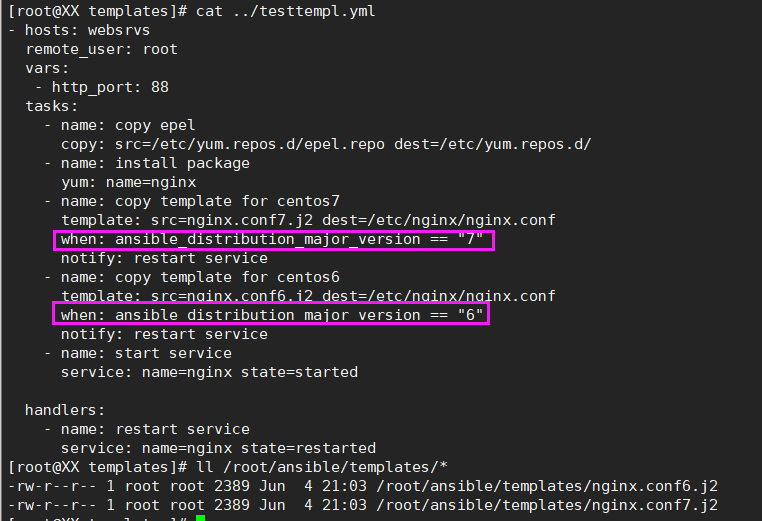 [root@XX templates]# cat ../testtempl.yml
- hosts: websrvs
  remote_user: root
  vars:
   - http_port: 88
  tasks:
    - name: copy epel
      copy: src=/etc/yum.repos.d/epel.repo dest=/etc/yum.repos.d/
    - name: install package
      yum: name=nginx
    - name: copy template for centos7
      template: src=nginx.conf7.j2 dest=/etc/nginx/nginx.conf
      when: ansible_distribution_major_version == "7"
      notify: restart service
    - name: copy template for centos6
      template: src=nginx.conf6.j2 dest=/etc/nginx/nginx.conf
      when: ansible_distribution_major_version == "6"
      notify: restart service
    - name: start service
      service: name=nginx state=started

  handlers:
    - name: restart service
      service: name=nginx state=restarted
[root@XX templates]# ll /root/ansible/templates/*
-rw-r--r-- 1 root root 2389 Jun  4 21:03 /root/ansible/templates/nginx.conf6.j2
-rw-r--r-- 1 root root 2389 Jun  4 21:03 /root/ansible/templates/nginx.conf7.j2
[root@XX templates]#